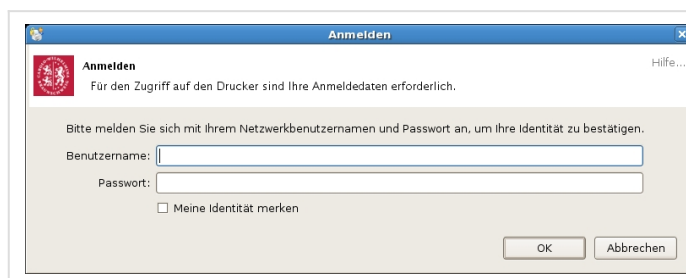 Anmelden
Anmelden
Hilfe...
Für den Zugriff auf den Drucker sind Ihre Anmeldedaten erforderlich.
Bitte melden Sie sich mit Ihrem Netzwerkbenutzernamen und Passwort an, um Ihre Identität zu bestätigen.
Benutzername:
Passwort:
Meine Identität merken
OK Abbrechen